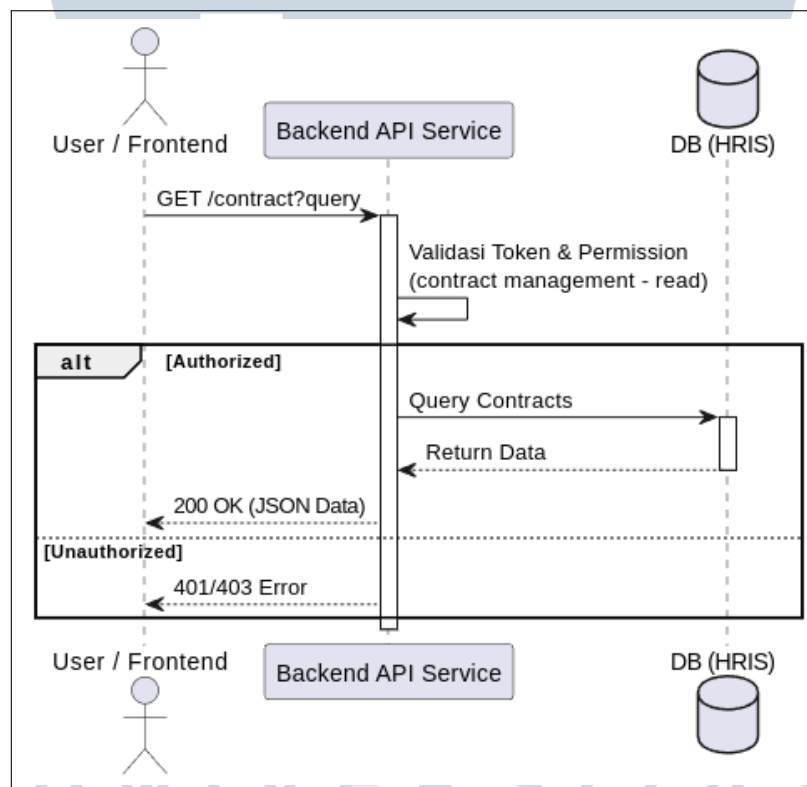 User / Frontend
Backend API Service
DB (HRIS)
GET /contract?query
Validasi Token & Permission
(contract management - read)
alt
[Authorized]
Query Contracts
Return Data
200 OK (JSON Data)
[Unauthorized]
401/403 Error
User / Frontend
Backend API Service
DB (HRIS)